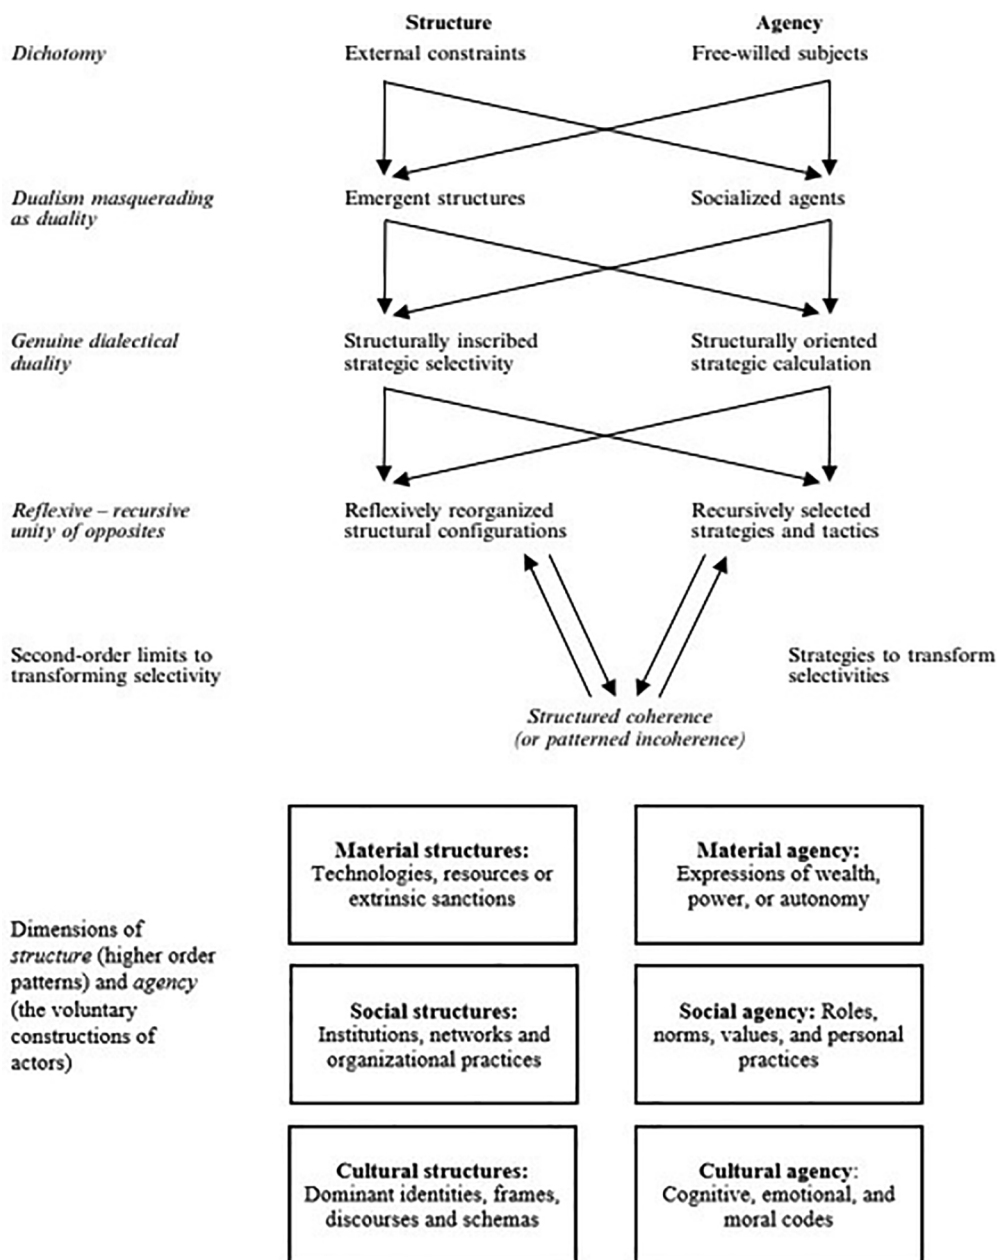 Structure Agency
Dichotomy External constraints Free-willed subjects
Dualism masquerading Emergent structures Socialized agents
as duality
Genuine dialectical Structurally inscribed Structurally oriented
duality strategic selectivity strategic calculation
Reflexive – recursive Reflexively reorganized Recursively selected
unity of opposites structural configurations strategies and tactics
Second-order limits to Strategies to transform
transforming selectivity selectivities
Structured coherence
(or patterned incoherence)
Material structures:
Technologies, resources or
extrinsic sanctions
Material agency:
Expressions of wealth,
power, or autonomy
Dimensions of
structure (higher order
patterns) and agency
(the voluntary
constructions of
actors)
Social structures:
Institutions, networks and
organizational practices
Social agency: Roles,
norms, values, and personal
practices
Cultural structures:
Dominant identities, frames,
discourses and schemas
Cultural agency:
Cognitive, emotional, and
moral codes